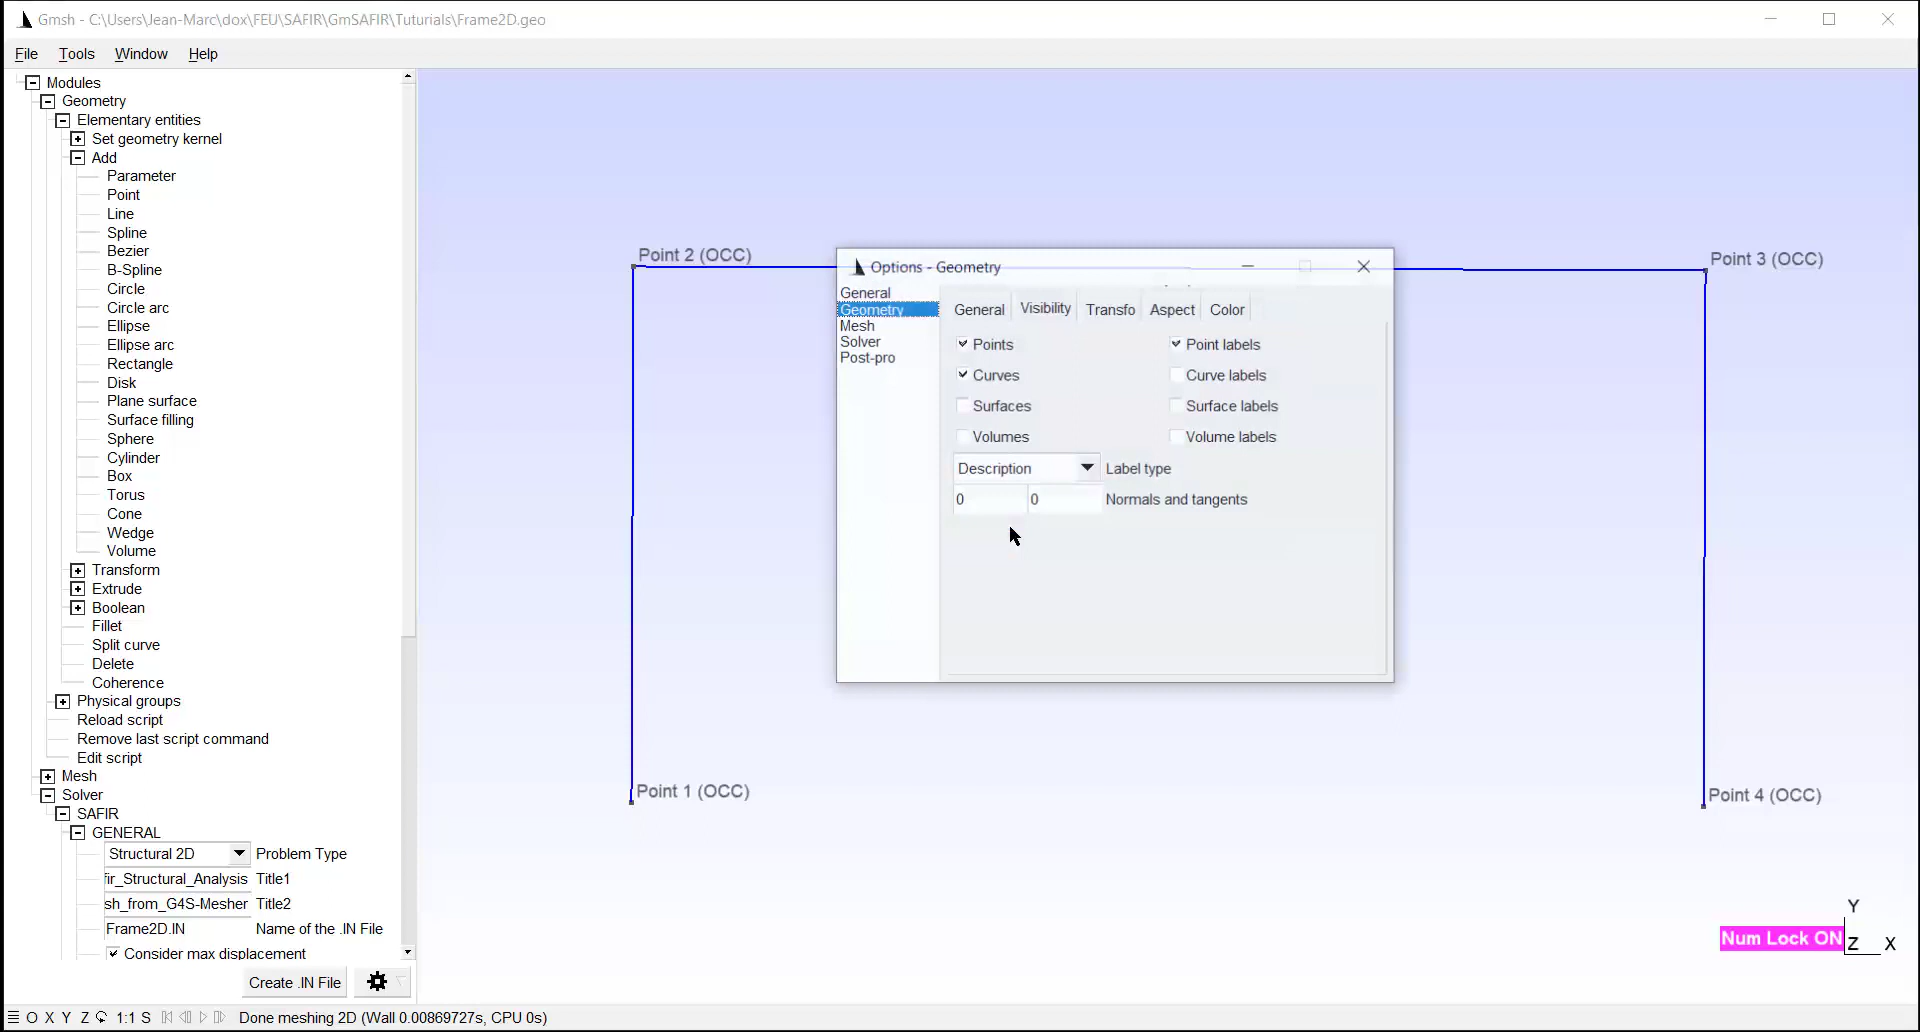 Gmsh - C:\Users\Jean-Marc\dox\FEU\SAFIR\GmSAFIR\Tuturials\Frame2D.geo
File Tools Window Help
Modules
Geometry
Elementary entities
Set geometry kernel
Add
Parameter
Point
Line
Spline
Bezier
B-Spline
Circle
Circle arc
Ellipse
Ellipse arc
Rectangle
Disk
Plane surface
Surface filling
Sphere
Cylinder
Box
Torus
Cone
Wedge
Volume
Transform
Extrude
Boolean
Fillet
Split curve
Delete
Coherence
Physical groups
Reload script
Remove last script command
Edit script
Mesh
Solver
SAFIR
GENERAL
Structural 2D Problem Type
fir_Structural_Analysis Title1
sh_from_G4S-Mesher Title2
Frame2D.IN Name of the .IN File
Consider max displacement
Create .IN File
Point 2 (OCC)
Point 3 (OCC)
Point 1 (OCC)
Point 4 (OCC)
Options - Geometry
General
Geometry
Mesh
Solver
Post-pro
General Visibility Transfo Aspect Color
Points Point labels
Curves Curve labels
Surfaces Surface labels
Volumes Volume labels
Description Label type
0 0 Normals and tangents
Y
Num Lock ON Z X
O X Y Z 1:1 S Done meshing 2D (Wall 0.00869727s, CPU 0s)